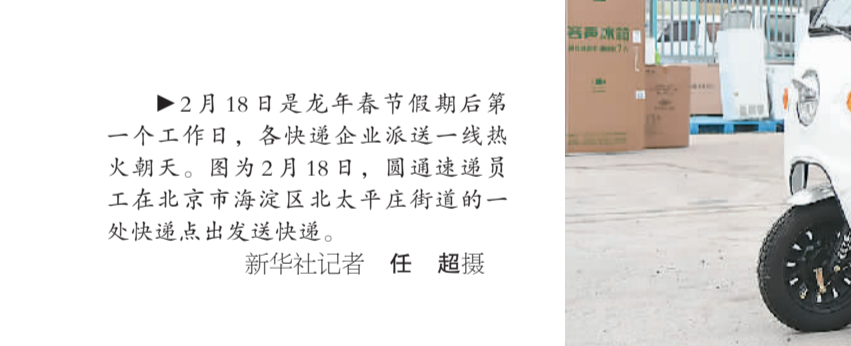 ▶2月18日是龙年春节假期后第
一个工作日，各快递企业派送一线热
火朝天。图为2月18日，圆通速递员
工在北京市海淀区北太平庄街道的一
处快递点出发送快递。
新华社记者 任 超摄
容声冰箱